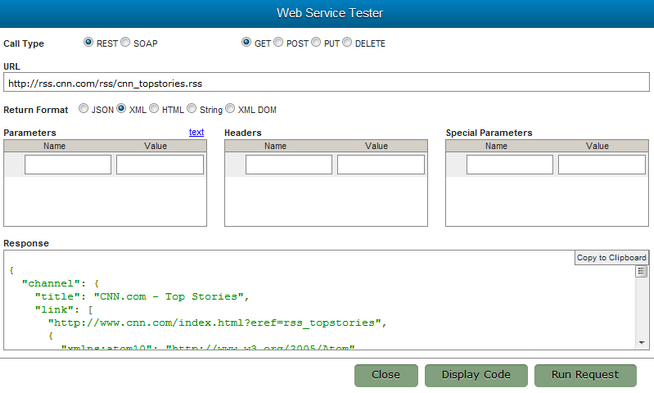 Web Service Tester
Call Type REST SOAP GET POST PUT DELETE
URL
http://rss.cnn.com/rss/cnn_topstories.rss
Return Format JSON XML HTML String XML DOM
Parameters text Headers Special Parameters
Name Value Name Value Name Value
Response
Copy to Clipboard
{
"channel": {
"title": "CNN.com - Top Stories",
"link": [
"http://www.cnn.com/index.html?eref=rss_topstories",
{
"xmlns:atom10": "http://www.w3.org/2005/Atom",
Close Display Code Run Request